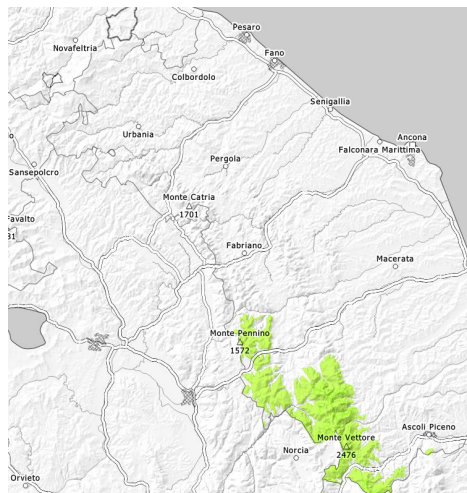 Pesaro
Novafeltria
Fano
Colbordolo
Senigallia
Urbania
Ancona
Falconara Marittima
Pergola
Sansepolcro
Monte Catria
1701
Favalto
Fabriano
Macerata
Monte Pennino
1572
Ascoli Piceno
Monte Vettore
Norcia
2476
Orvieto